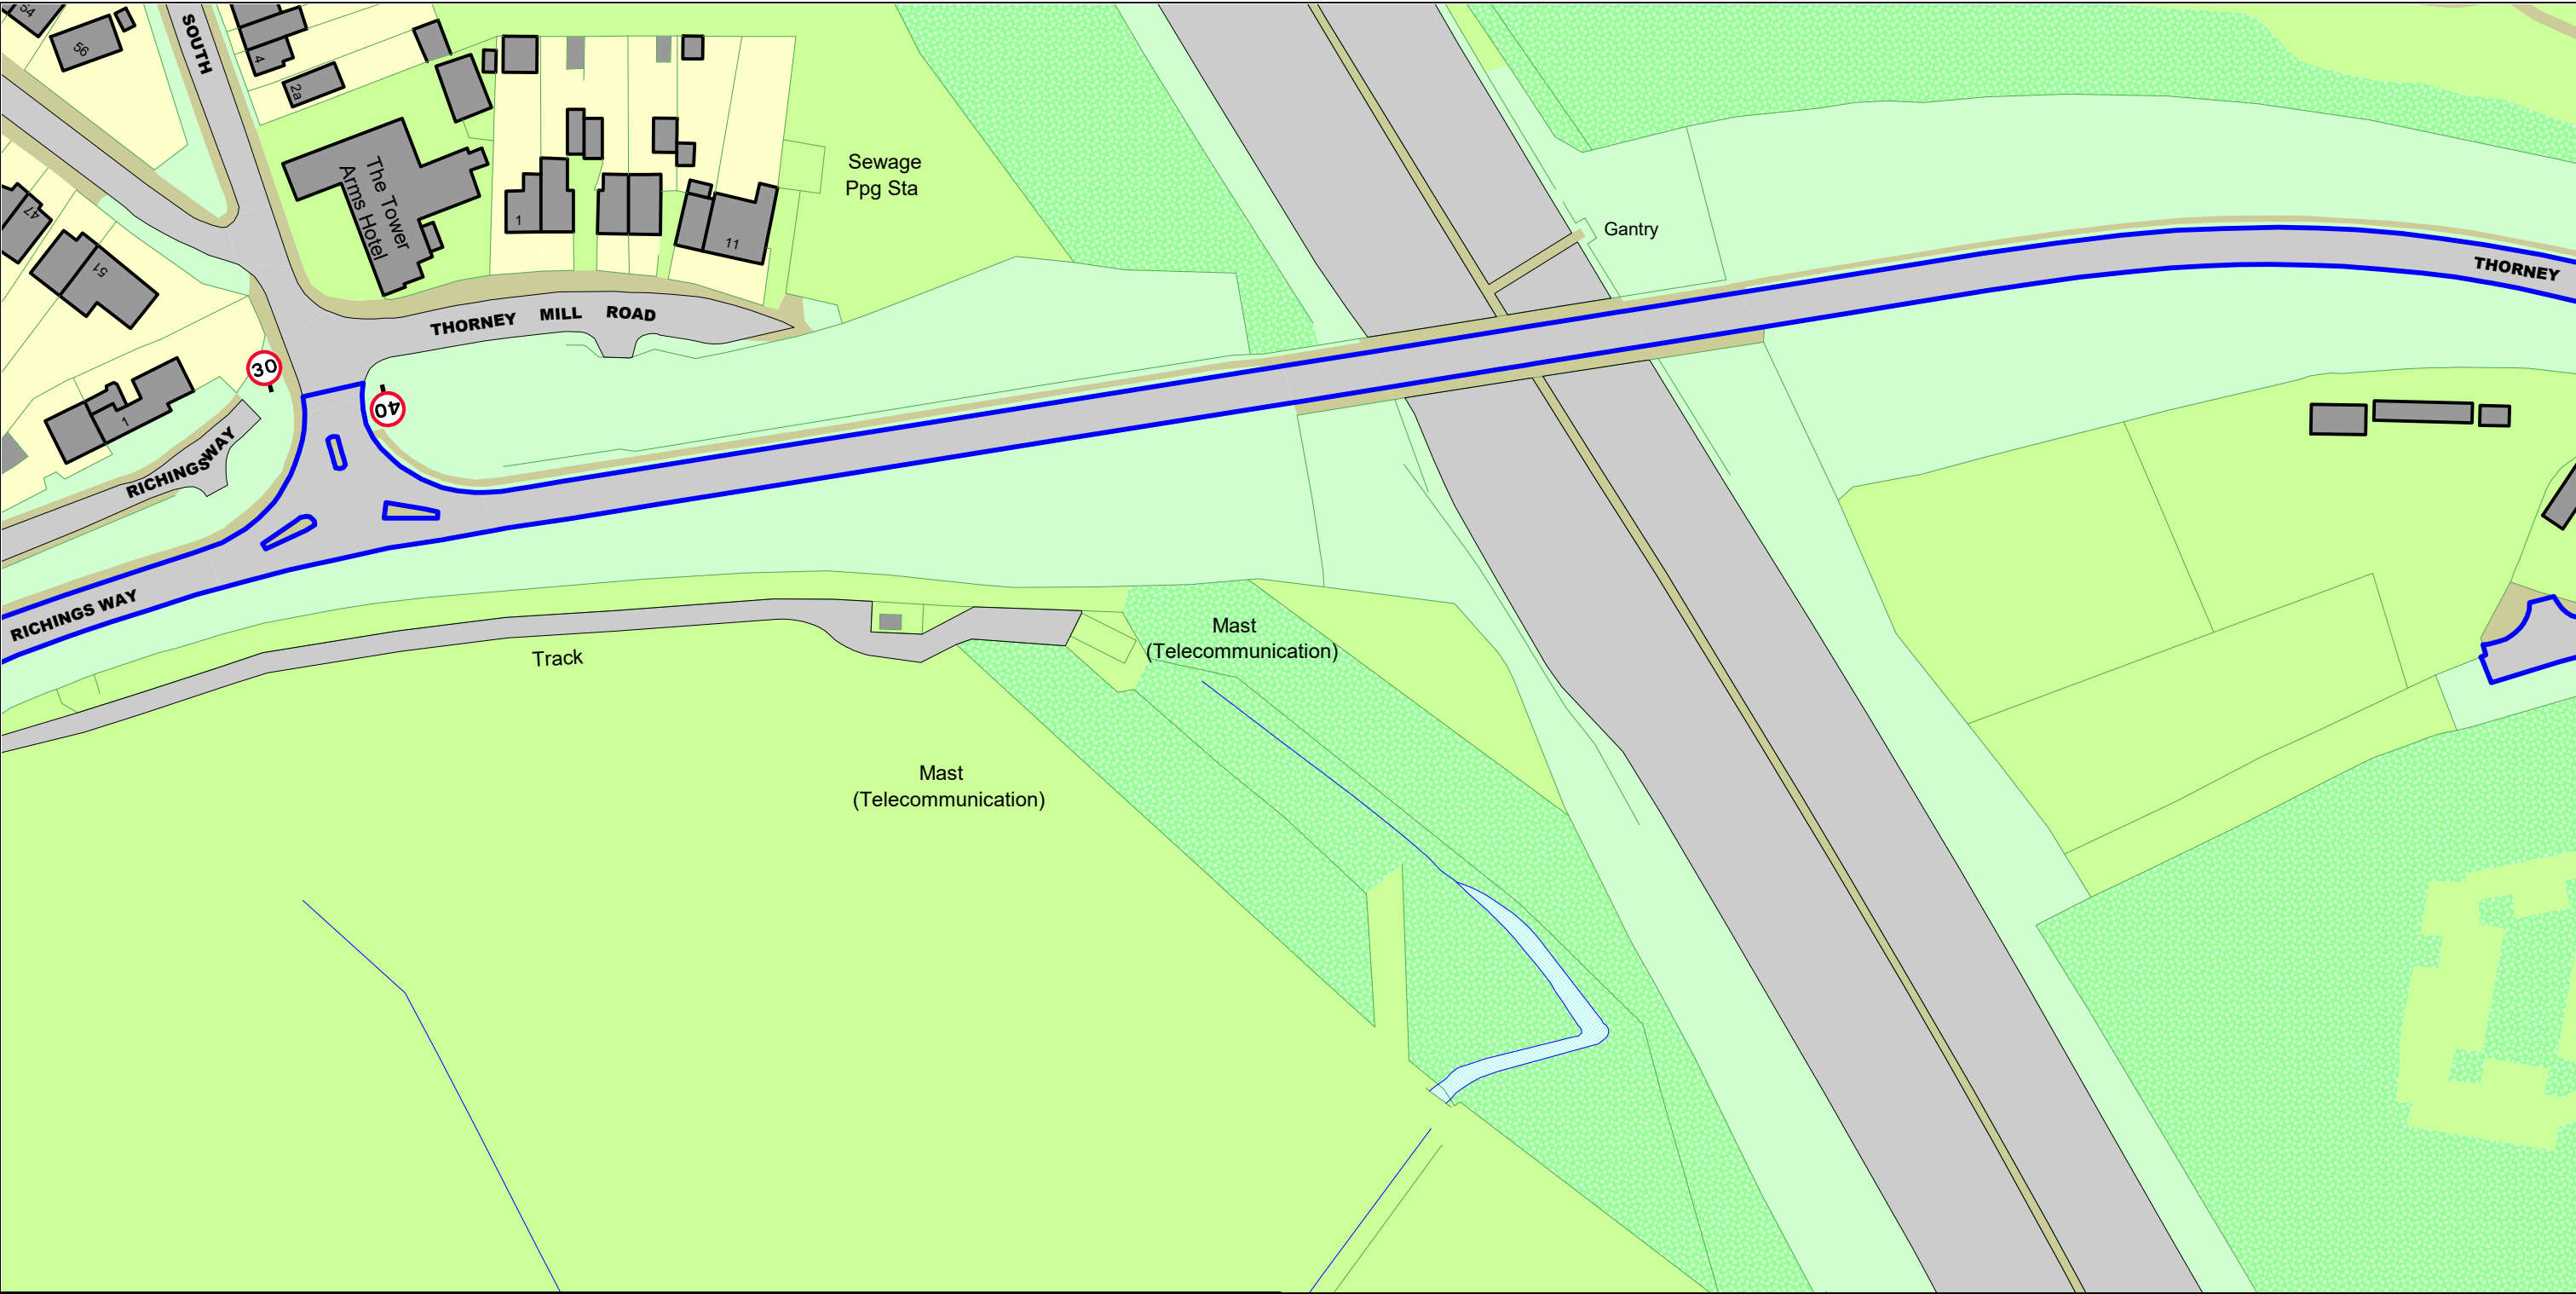 54
56
SOUTH
4
2a
The Tower
Arms Hotel
1
11
Sewage
Ppg Sta
47
51
Gantry
THORNEY MILL ROAD
THORNEY
30
40
1
RICHINGS WAY
RICHINGS WAY
Track
Mast
(Telecommunication)
Mast
(Telecommunication)